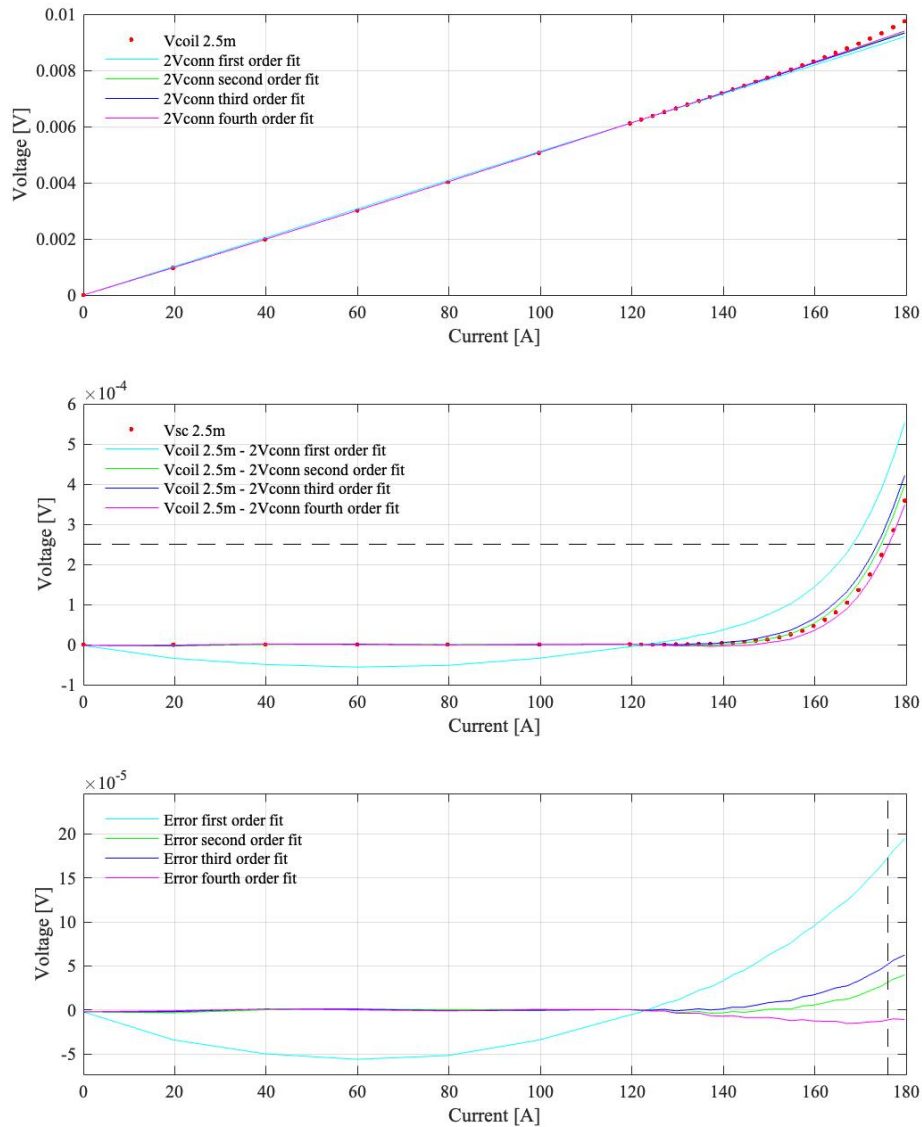 0.01
0.008
0.006
0.004
0.002
0
Voltage [V]
Vcoil 2.5m
2Vconn first order fit
2Vconn second order fit
2Vconn third order fit
2Vconn fourth order fit
0 20 40 60 80 100 120 140 160 180
Current [A]
×10-4
6
5
4
3
2
1
0
-1
Voltage [V]
Vsc 2.5m
Vcoil 2.5m - 2Vconn first order fit
Vcoil 2.5m - 2Vconn second order fit
Vcoil 2.5m - 2Vconn third order fit
Vcoil 2.5m - 2Vconn fourth order fit
0 20 40 60 80 100 120 140 160 180
Current [A]
×10-5
20
15
10
5
0
-5
Voltage [V]
Error first order fit
Error second order fit
Error third order fit
Error fourth order fit
0 20 40 60 80 100 120 140 160 180
Current [A]